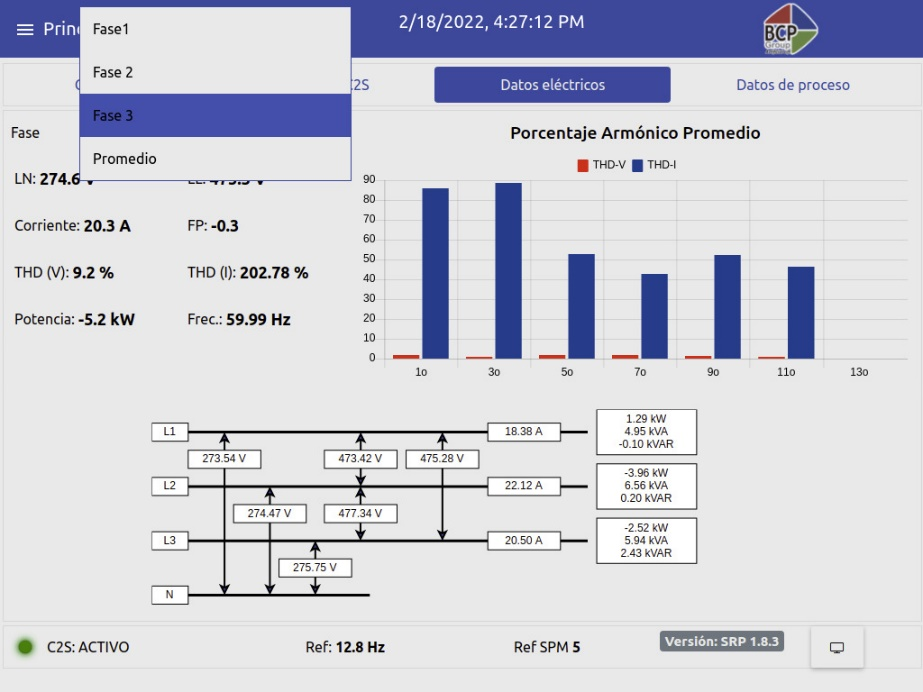 Fase1
2/18/2022, 4:27:12 PM
BCP
Group
Fase 2
Datos eléctricos
Datos de proceso
Fase 3
Fase
Porcentaje Armónico Promedio
Promedio
THD-V THD-I
LN: 274.6 V
Corriente: 20.3 A FP: -0.3
THD (V): 9.2 % THD (I): 202.78 %
Potencia: -5.2 kW Frec.: 59.99 Hz
90
80
70
60
50
40
30
20
10
0
1o 3o 5o 7o 9o 11o 13o
L1 18.38 A
1.29 kW
4.95 kVA
-0.10 kVAR
273.54 V 473.42 V 475.28 V
L2 22.12 A
-3.96 kW
6.56 kVA
0.20 kVAR
274.47 V 477.34 V
L3 20.50 A
-2.52 kW
5.94 kVA
2.43 kVAR
275.75 V
N
C2S: ACTIVO Ref: 12.8 Hz Ref SPM 5 Versión: SRP 1.8.3